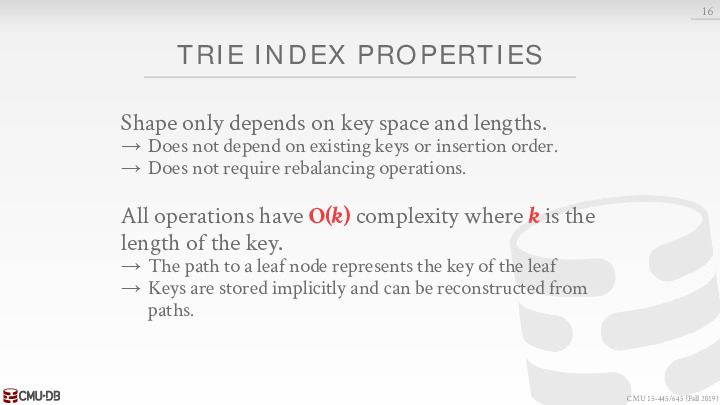 16
TRIE INDEX PROPERTIES
Shape only depends on key space and lengths.
→ Does not depend on existing keys or insertion order.
→ Does not require rebalancing operations.
All operations have O(k) complexity where k is the
length of the key.
→ The path to a leaf node represents the key of the leaf
→ Keys are stored implicitly and can be reconstructed from
paths.
CMU·DB
CMU 15-445/645 (Fall 2019)